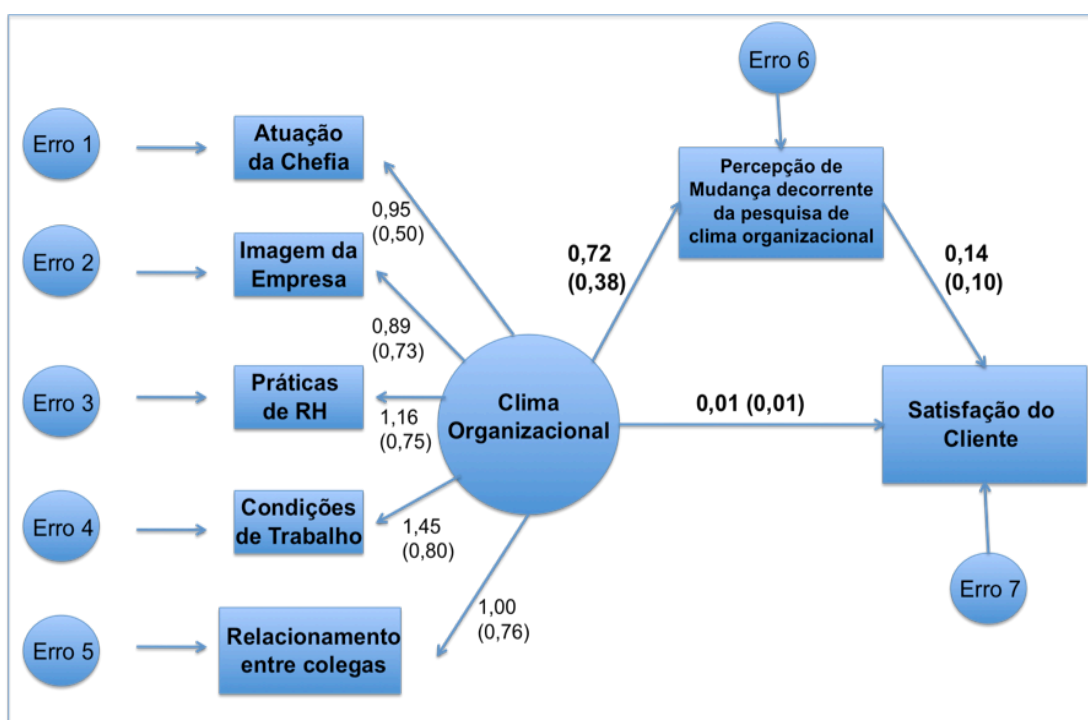 Erro 6
Erro 1
Atuação
da Chefia
Percepção de
Mudança decorrente
da pesquisa de
clima organizacional
0,95
(0,50)
Erro 2
Imagem da
Empresa
0,72
(0,38)
0,14
(0,10)
0,89
(0,73)
Erro 3
Práticas
de RH
1,16
(0,75)
Clima
Organizacional
0,01 (0,01)
Satisfação do
Cliente
Erro 4
Condições
de Trabalho
1,45
(0,80)
Erro 7
1,00
(0,76)
Erro 5
Relacionamento
entre colegas